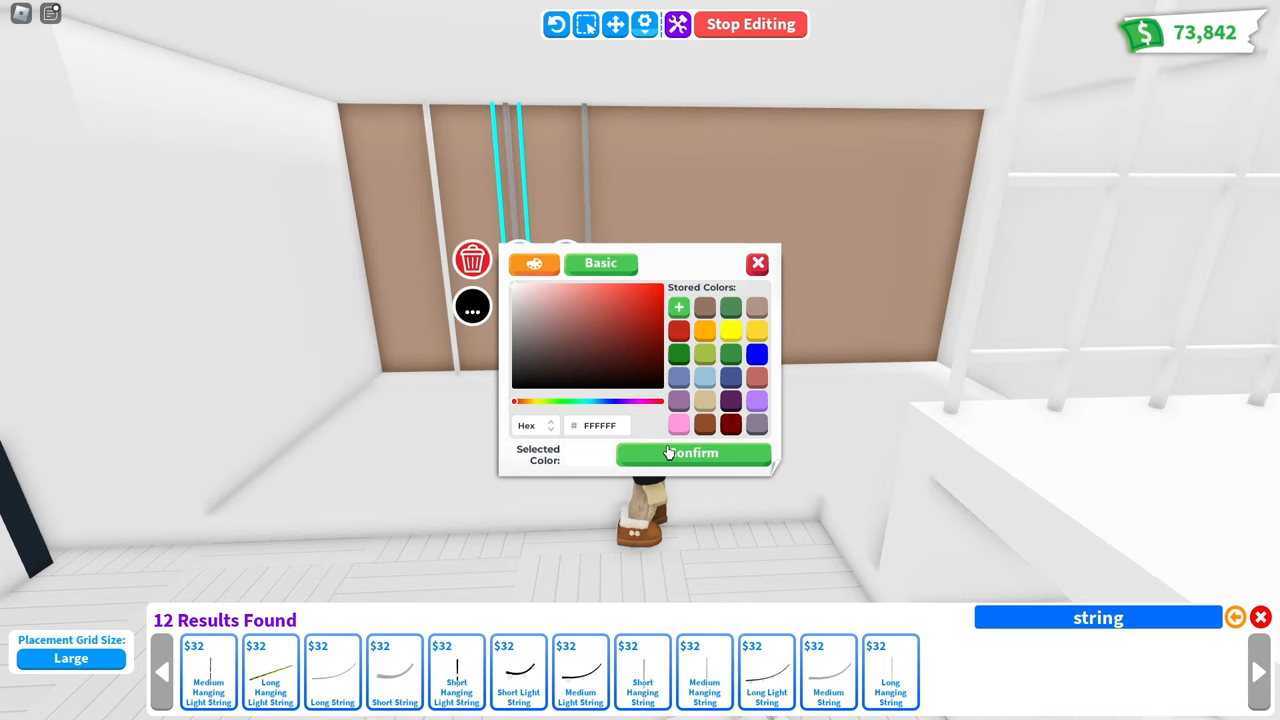 Stop Editing
$ 73,842
Basic
Stored Colors:
Hex
# FFFFFF
Selected
Color:
Confirm
12 Results Found
string
Placement Grid Size:
Large
$32
Medium
Hanging
Light String
$32
Long
Hanging
Light String
$32
Long String
$32
Short String
$32
Short
Hanging
Light String
$32
Short Light
String
$32
Medium
Light String
$32
Short
Hanging
String
$32
Medium
Hanging
String
$32
Long Light
String
$32
Medium
String
$32
Long
Hanging
String